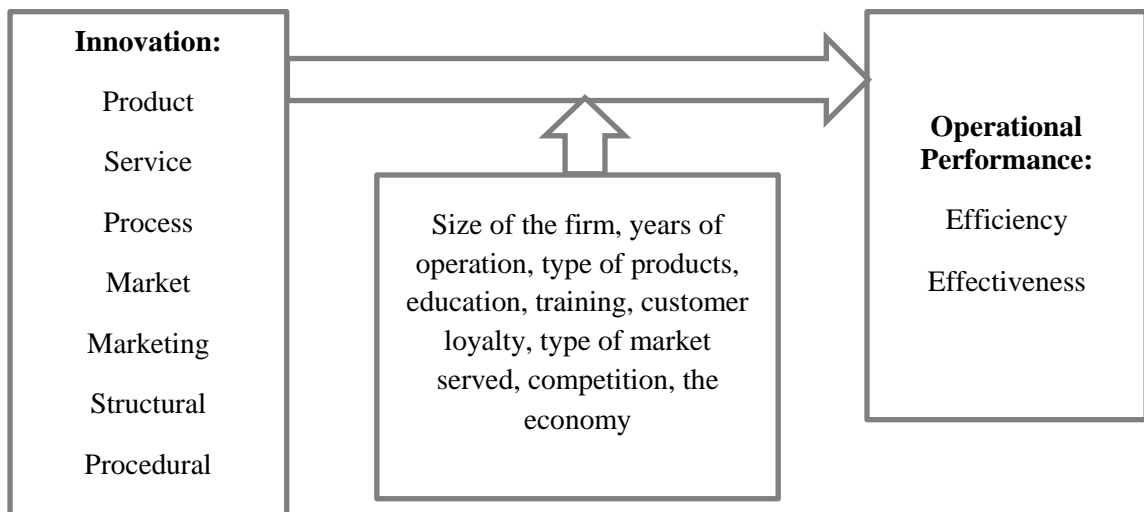 Innovation:
Product
Service
Process
Market
Marketing
Structural
Procedural
Size of the firm, years of
operation, type of products,
education, training, customer
loyalty, type of market
served, competition, the
economy
Operational
Performance:
Efficiency
Effectiveness